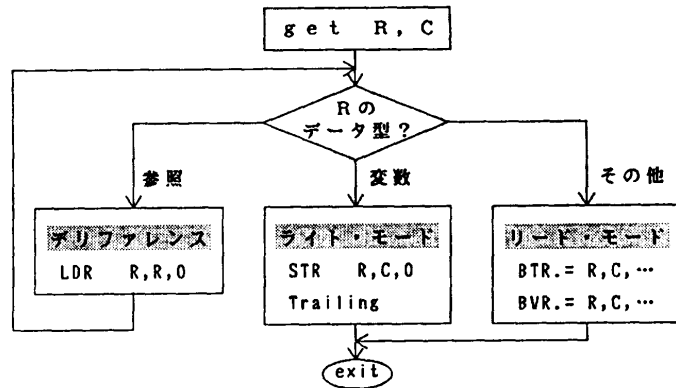 get R, C
Rの
データ型?
参照
変数
その他
デリファレンス
LDR R,R,0
ライト・モード
STR R,C,0
Trailing
リード・モード
BTR.= R,C,…
BVR.= R,C,…
exit